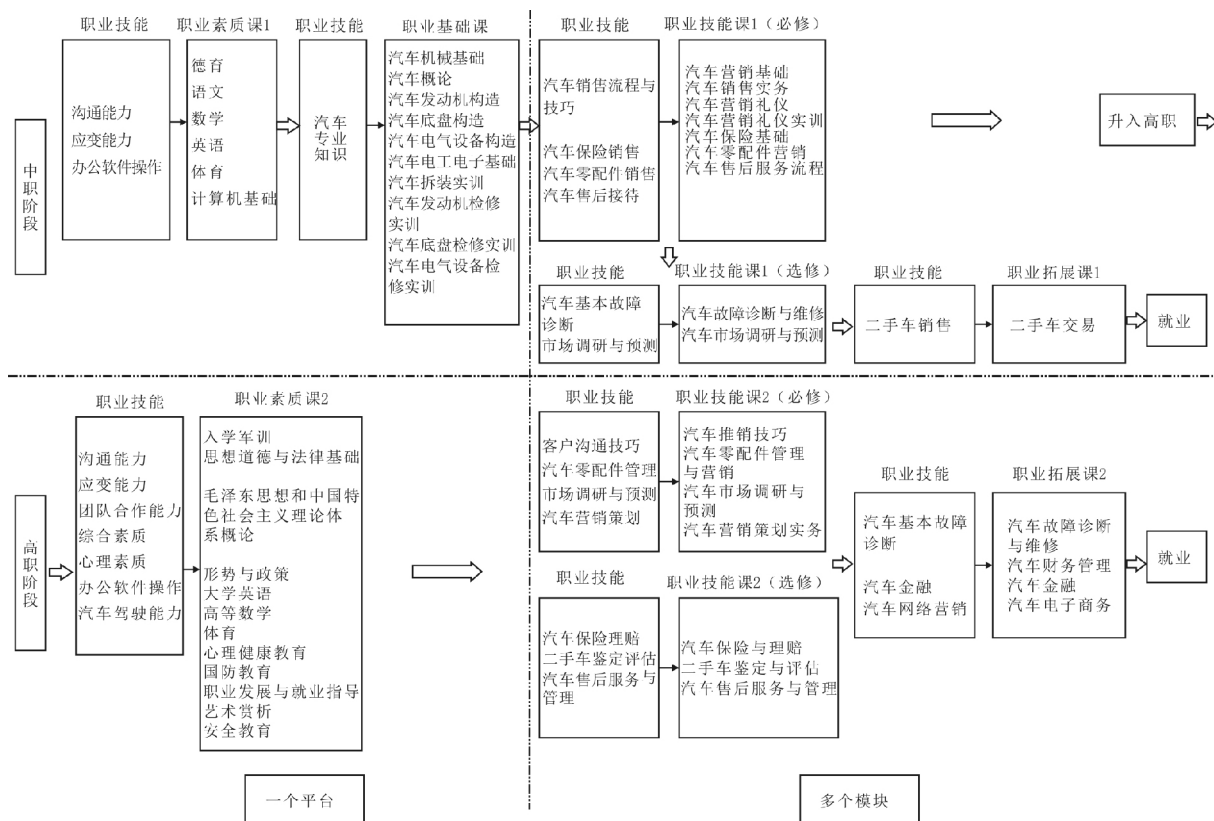 职业技能
职业素质课1
职业技能
职业基础课
职业技能
职业技能课1（必修）
中职阶段
沟通能力
应变能力
办公软件操作
德育
语文
数学
英语
体育
计算机基础
汽车
专业
知识
汽车机械基础
汽车概论
汽车发动机构造
汽车底盘构造
汽车电气设备构造
汽车电工电子基础
汽车拆装实训
汽车发动机检修
实训
汽车底盘检修实训
汽车电气设备检
修实训
汽车销售流程与
技巧
汽车保险销售
汽车零配件销售
汽车售后接待
汽车营销基础
汽车销售实务
汽车营销礼仪
汽车营销礼仪实训
汽车保险基础
汽车零配件营销
汽车售后服务流程
升入高职
职业技能
职业技能课1（选修）
职业技能
职业拓展课1
汽车基本故障
诊断
市场调研与预测
汽车故障诊断与维修
汽车市场调研与预测
二手车销售
二手车交易
就业
职业技能
职业素质课2
职业技能
职业技能课2（必修）
高职阶段
沟通能力
应变能力
团队合作能力
综合素质
心理素质
办公软件操作
汽车驾驶能力
入学军训
思想道德与法律基础
毛泽东思想和中国特
色社会主义理论体
系概论
形势与政策
大学英语
高等数学
体育
心理健康教育
国防教育
职业发展与就业指导
艺术赏析
安全教育
客户沟通技巧
汽车零配件管理
市场调研与预测
汽车营销策划
汽车推销技巧
汽车零配件管理
与营销
汽车市场调研与
预测
汽车营销策划实务
职业技能
职业技能课2（选修）
汽车保险理赔
二手车鉴定评估
汽车售后服务与
管理
汽车保险与理赔
二手车鉴定与评估
汽车售后服务与管理
职业技能
职业拓展课2
汽车基本故障
诊断
汽车金融
汽车网络营销
汽车故障诊断
与维修
汽车财务管理
汽车金融
汽车电子商务
就业
一个平台
多个模块